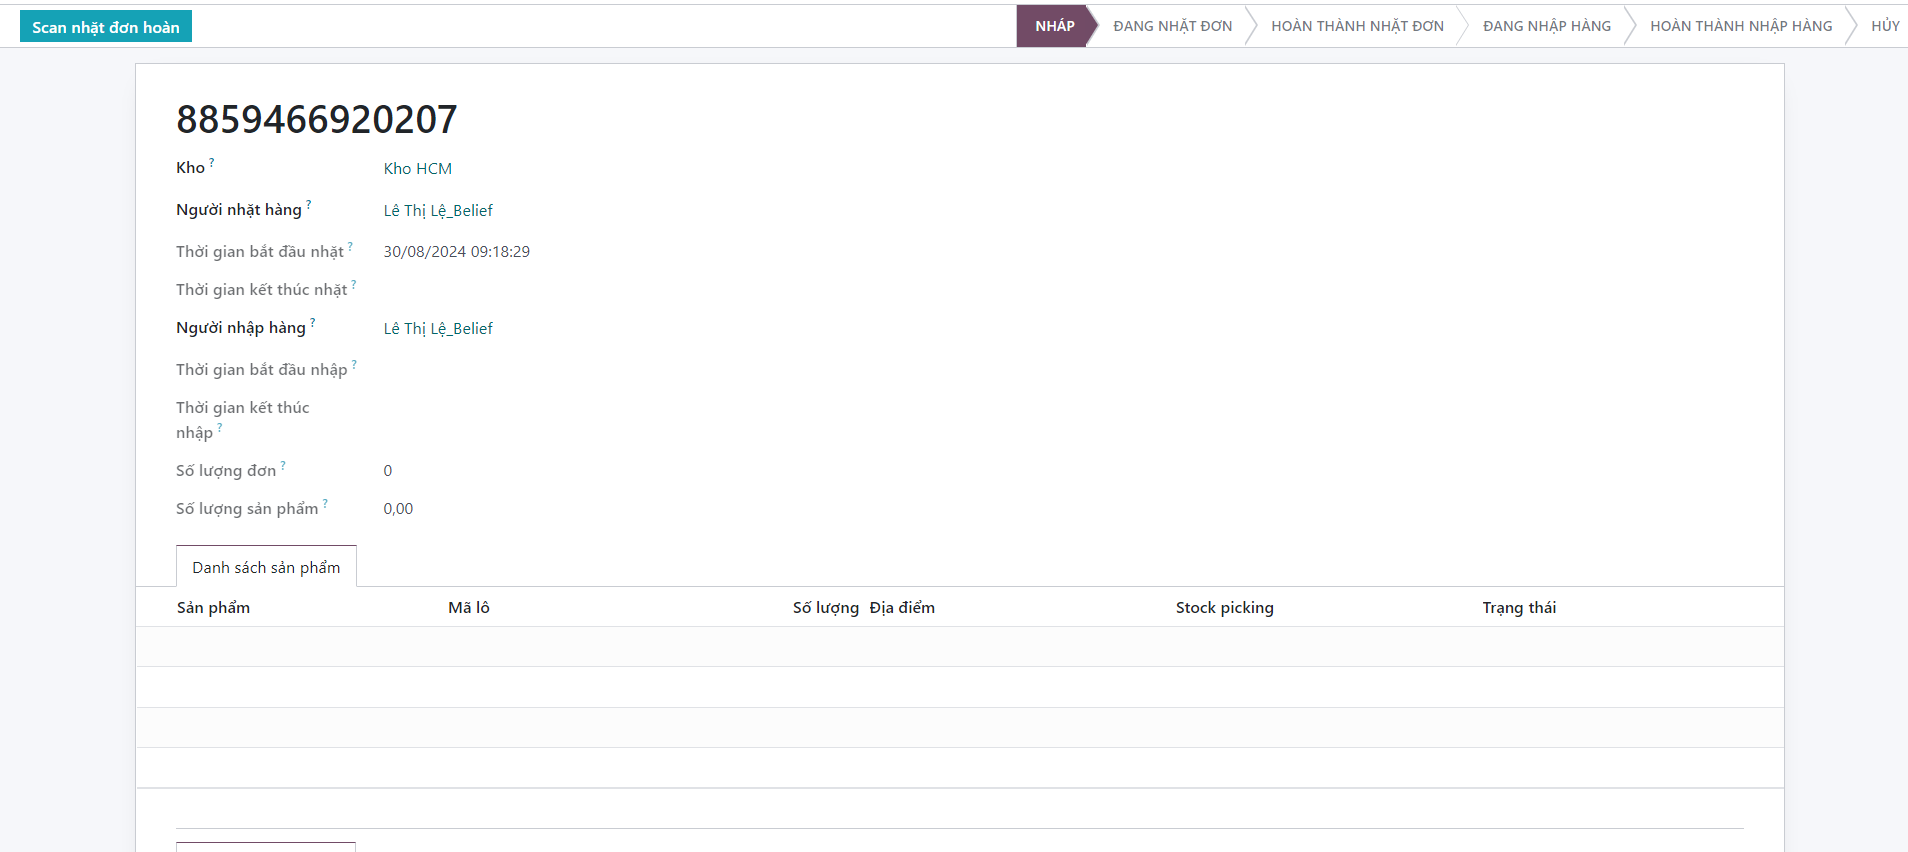 Scan nhặt đơn hoàn
NHÁP
ĐANG NHẶT ĐƠN
HOÀN THÀNH NHẶT ĐƠN
ĐANG NHẬP HÀNG
HOÀN THÀNH NHẬP HÀNG
HỦY
8859466920207
Kho ? Kho HCM
Người nhặt hàng ? Lê Thị Lệ_Belief
Thời gian bắt đầu nhặt ? 30/08/2024 09:18:29
Thời gian kết thúc nhặt ?
Người nhập hàng ? Lê Thị Lệ_Belief
Thời gian bắt đầu nhập ?
Thời gian kết thúc
nhập ?
Số lượng đơn ? 0
Số lượng sản phẩm ? 0,00
Danh sách sản phẩm
Sản phẩm Mã lô Số lượng Địa điểm Stock picking Trạng thái